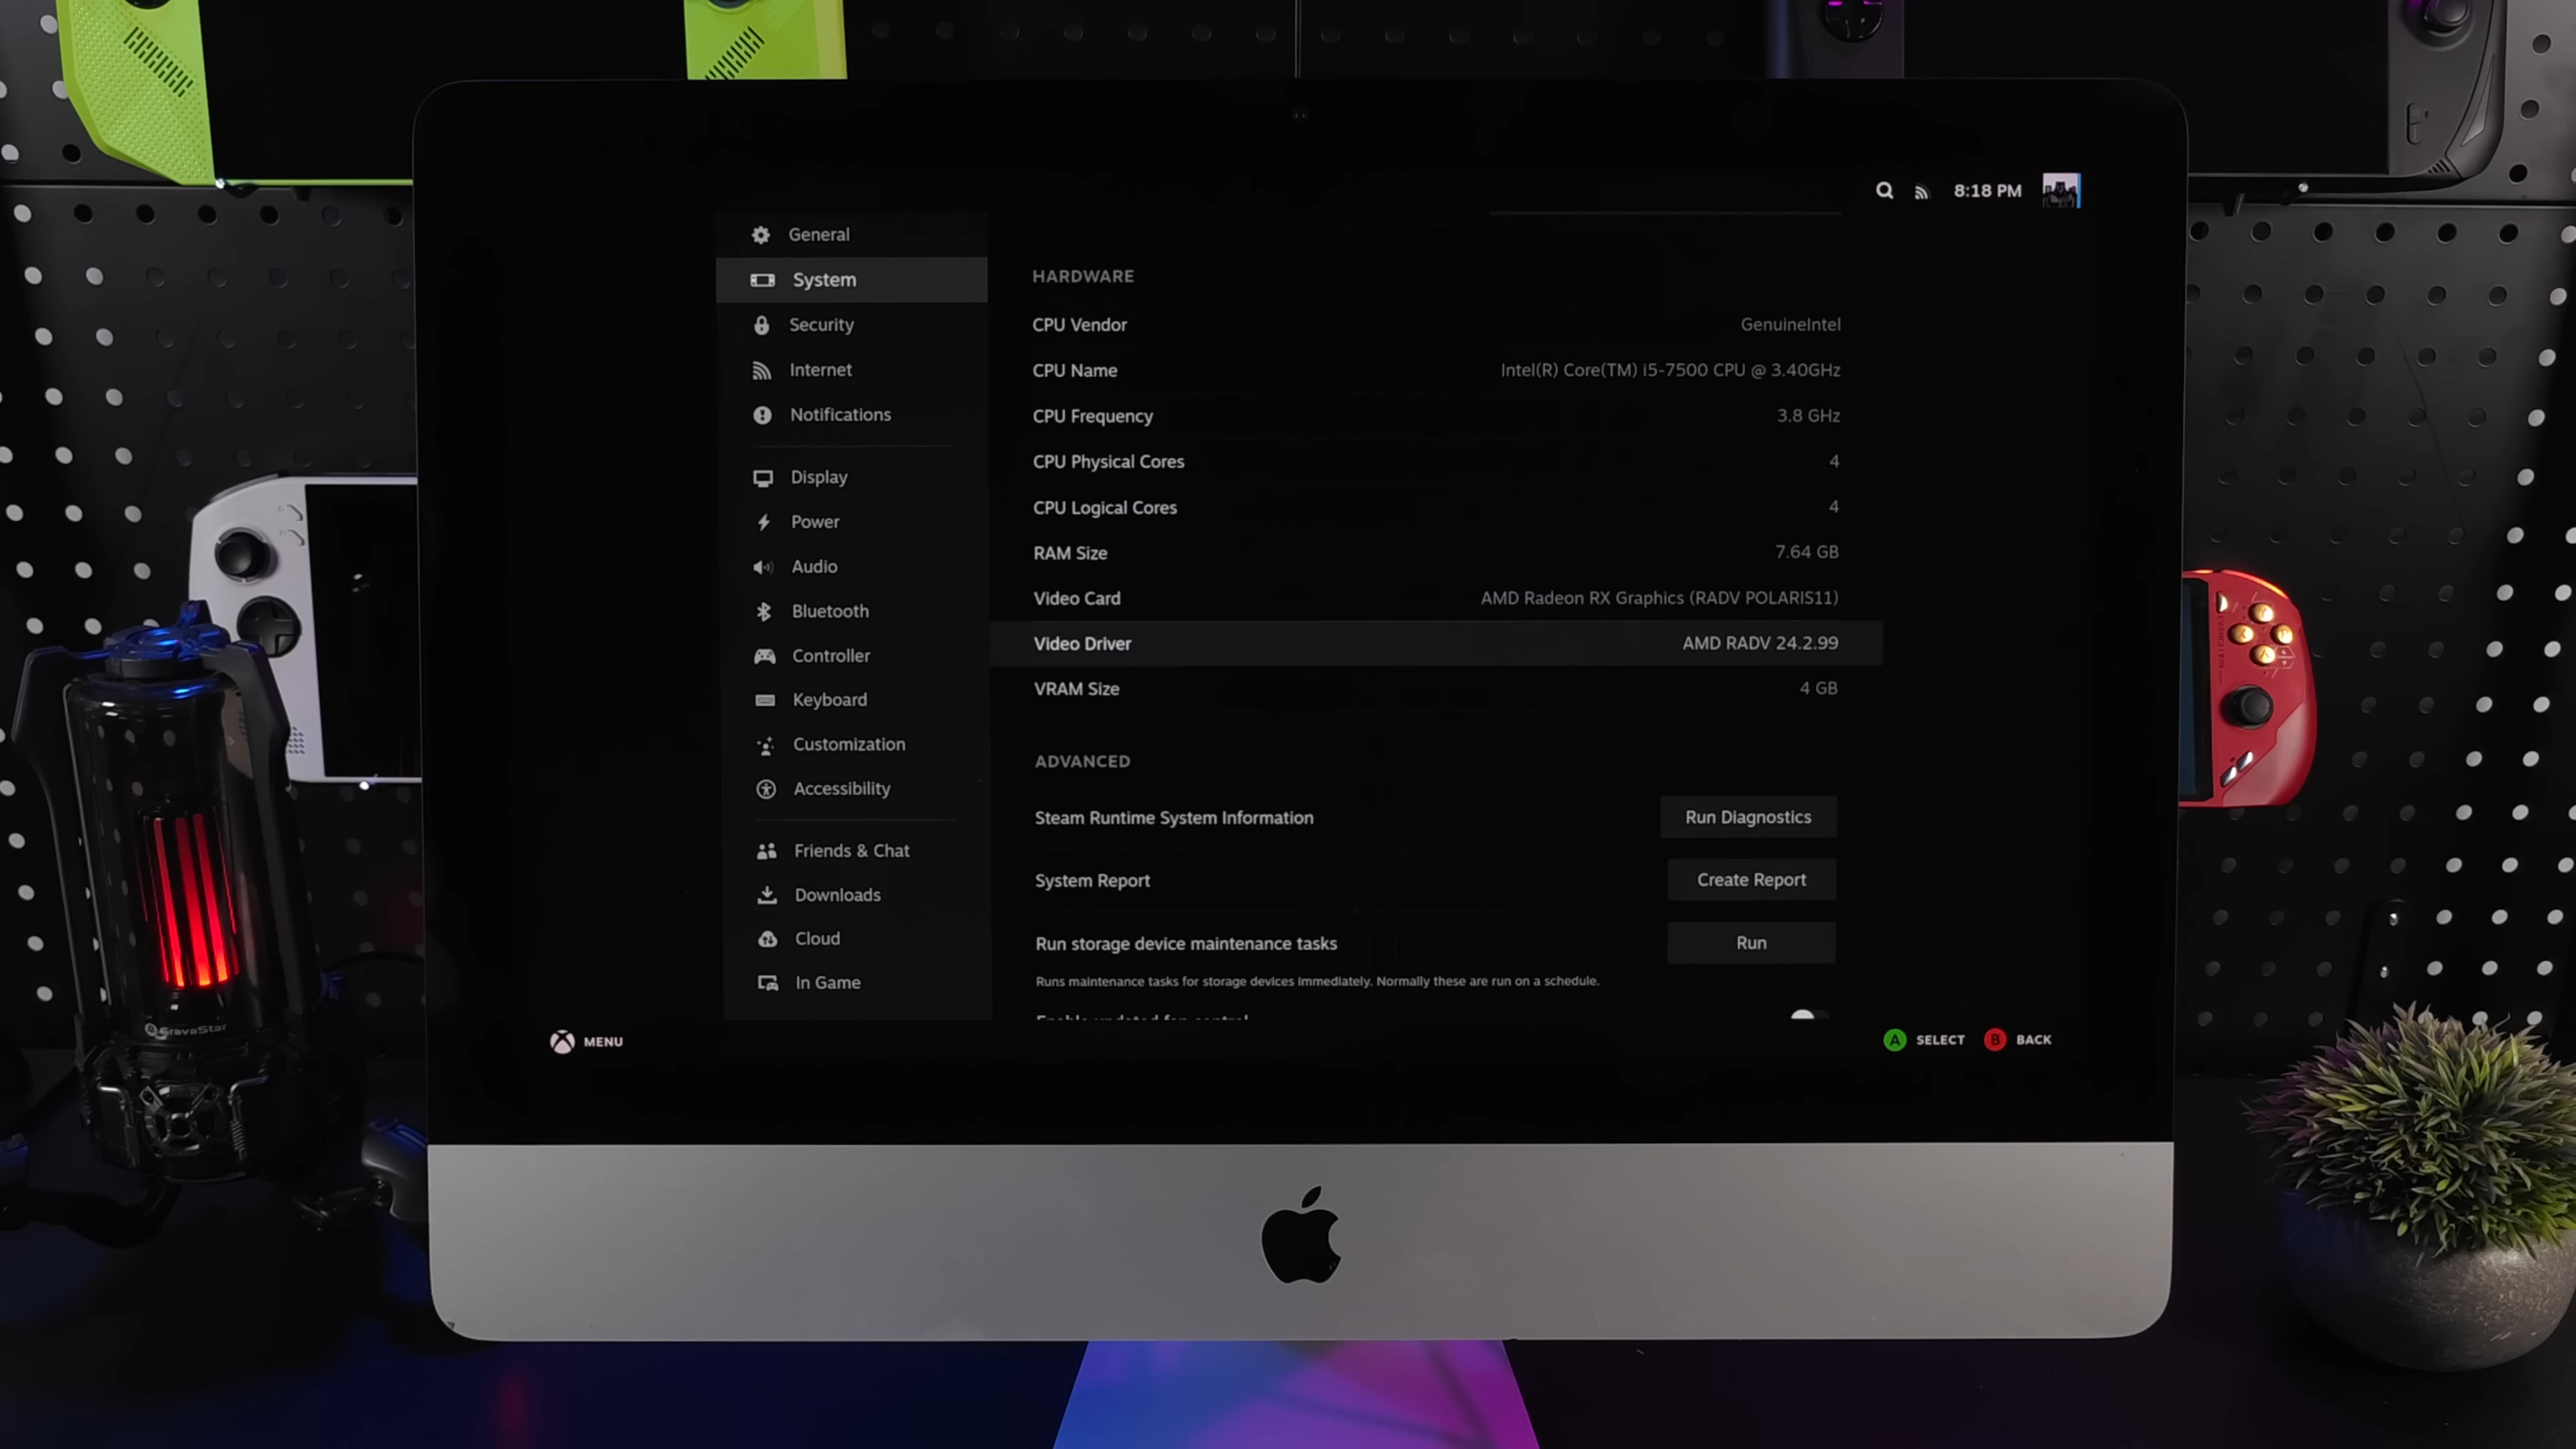 8:18 PM
General
System
Security
Internet
Notifications
Display
Power
Audio
Bluetooth
Controller
Keyboard
Customization
Accessibility
Friends & Chat
Downloads
Cloud
In Game
HARDWARE
CPU Vendor GenuineIntel
CPU Name Intel(R) Core(TM) i5-7500 CPU @ 3.40GHz
CPU Frequency 3.8 GHz
CPU Physical Cores 4
CPU Logical Cores 4
RAM Size 7.64 GB
Video Card AMD Radeon RX Graphics (RADV POLARIS11)
Video Driver AMD RADV 24.2.99
VRAM Size 4 GB
ADVANCED
Steam Runtime System Information Run Diagnostics
System Report Create Report
Run storage device maintenance tasks Run
Runs maintenance tasks for storage devices immediately. Normally these are run on a schedule.
Enable updated fan control
MENU
A SELECT B BACK
GravaStar